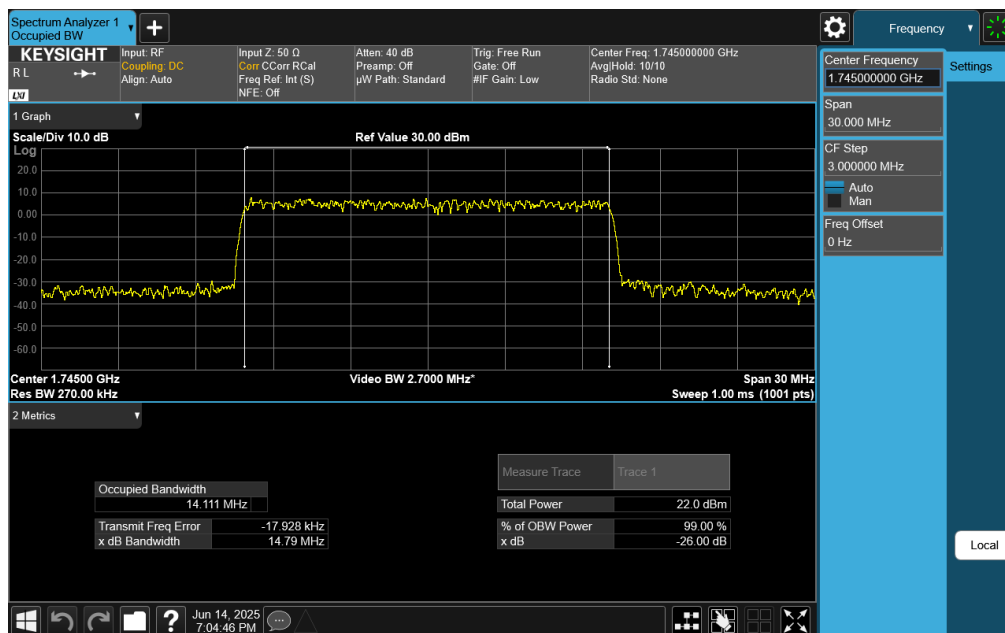 Spectrum Analyzer 1
Occupied BW
Frequency
KEYSIGHT
R L
LXI
Input: RF
Coupling: DC
Align: Auto
Input Z: 50 Ω
Corr CCorr RCal
Freq Ref: Int (S)
NFE: Off
Atten: 40 dB
Preamp: Off
µW Path: Standard
Trig: Free Run
Gate: Off
#IF Gain: Low
Center Freq: 1.745000000 GHz
Avg|Hold: 10/10
Radio Std: None
Center Frequency
1.745000000 GHz
Settings
Span
30.000 MHz
CF Step
3.000000 MHz
Auto
Man
Freq Offset
0 Hz
1 Graph
Scale/Div 10.0 dB
Ref Value 30.00 dBm
Log
20.0
10.0
0.00
-10.0
-20.0
-30.0
-40.0
-50.0
-60.0
Center 1.74500 GHz
Video BW 2.7000 MHz*
Span 30 MHz
Res BW 270.00 kHz
Sweep 1.00 ms (1001 pts)
2 Metrics
Measure Trace
Trace 1
Occupied Bandwidth
14.111 MHz
Total Power
22.0 dBm
Transmit Freq Error
-17.928 kHz
% of OBW Power
99.00 %
x dB Bandwidth
14.79 MHz
x dB
-26.00 dB
Local
?
Jun 14, 2025
7:04:46 PM